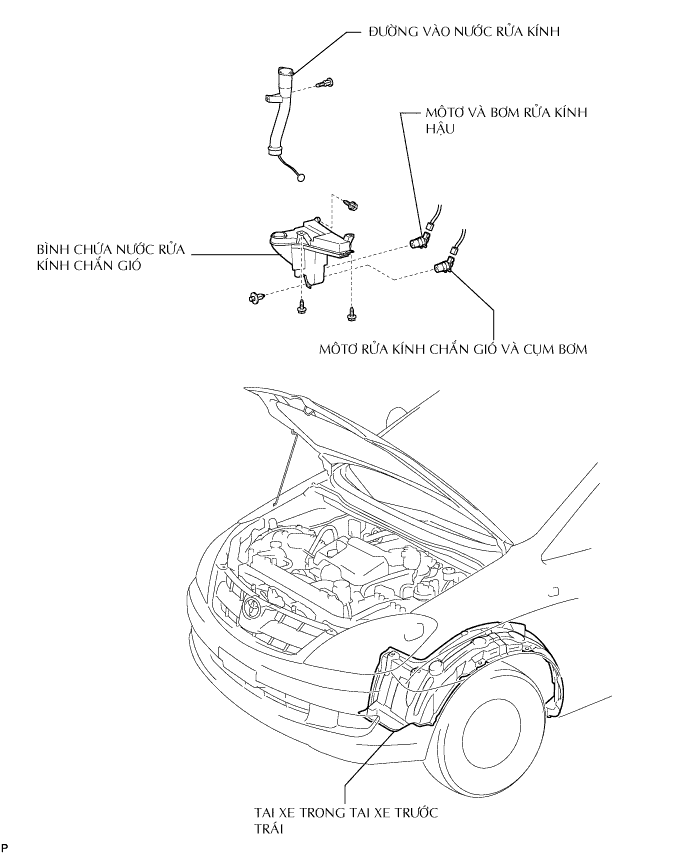 ĐƯỜNG VÀO NƯỚC RỬA KÍNH
MÔTƠ VÀ BƠM RỬA KÍNH
HẬU
BÌNH CHỨA NƯỚC RỬA
KÍNH CHẮN GIÓ
MÔTƠ RỬA KÍNH CHẮN GIÓ VÀ CỤM BƠM
TAI XE TRONG TAI XE TRƯỚC
TRÁI
P